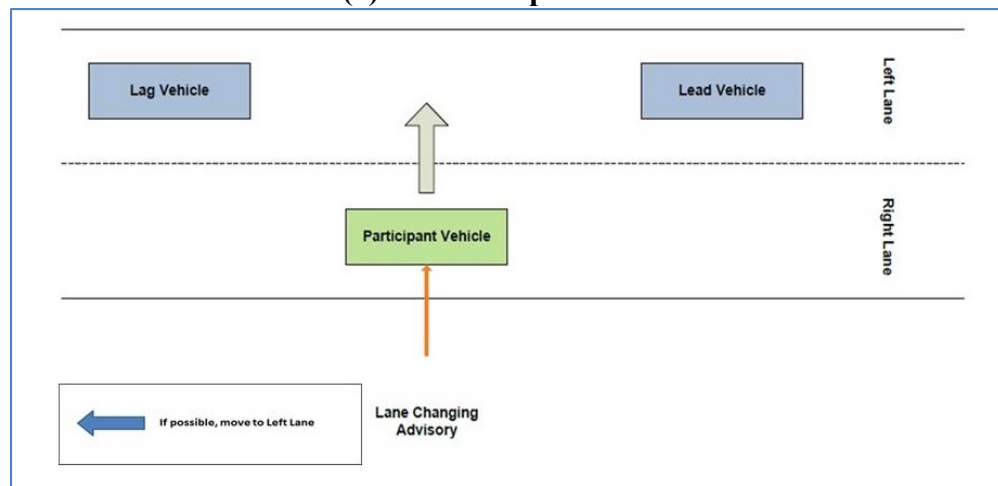 Lag Vehicle
Lead Vehicle
Left Lane
Participant Vehicle
Right Lane
If possible, move to Left Lane
Lane Changing
Advisory